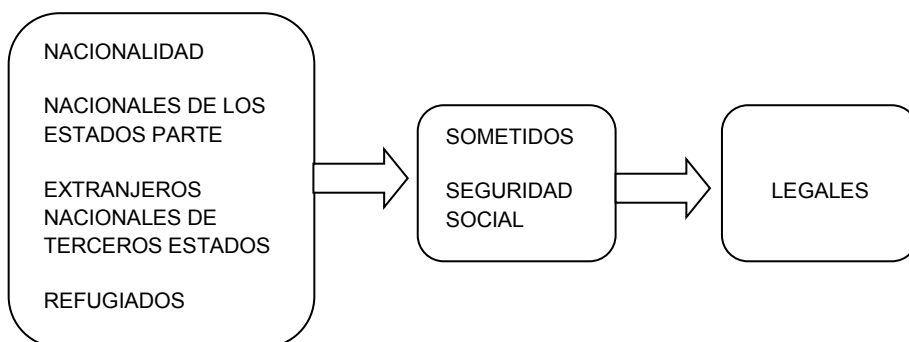 NACIONALIDAD
NACIONALES DE LOS
ESTADOS PARTE
EXTRANJEROS
NACIONALES DE
TERCEROS ESTADOS
REFUGIADOS
SOMETIDOS
SEGURIDAD
SOCIAL
LEGALES